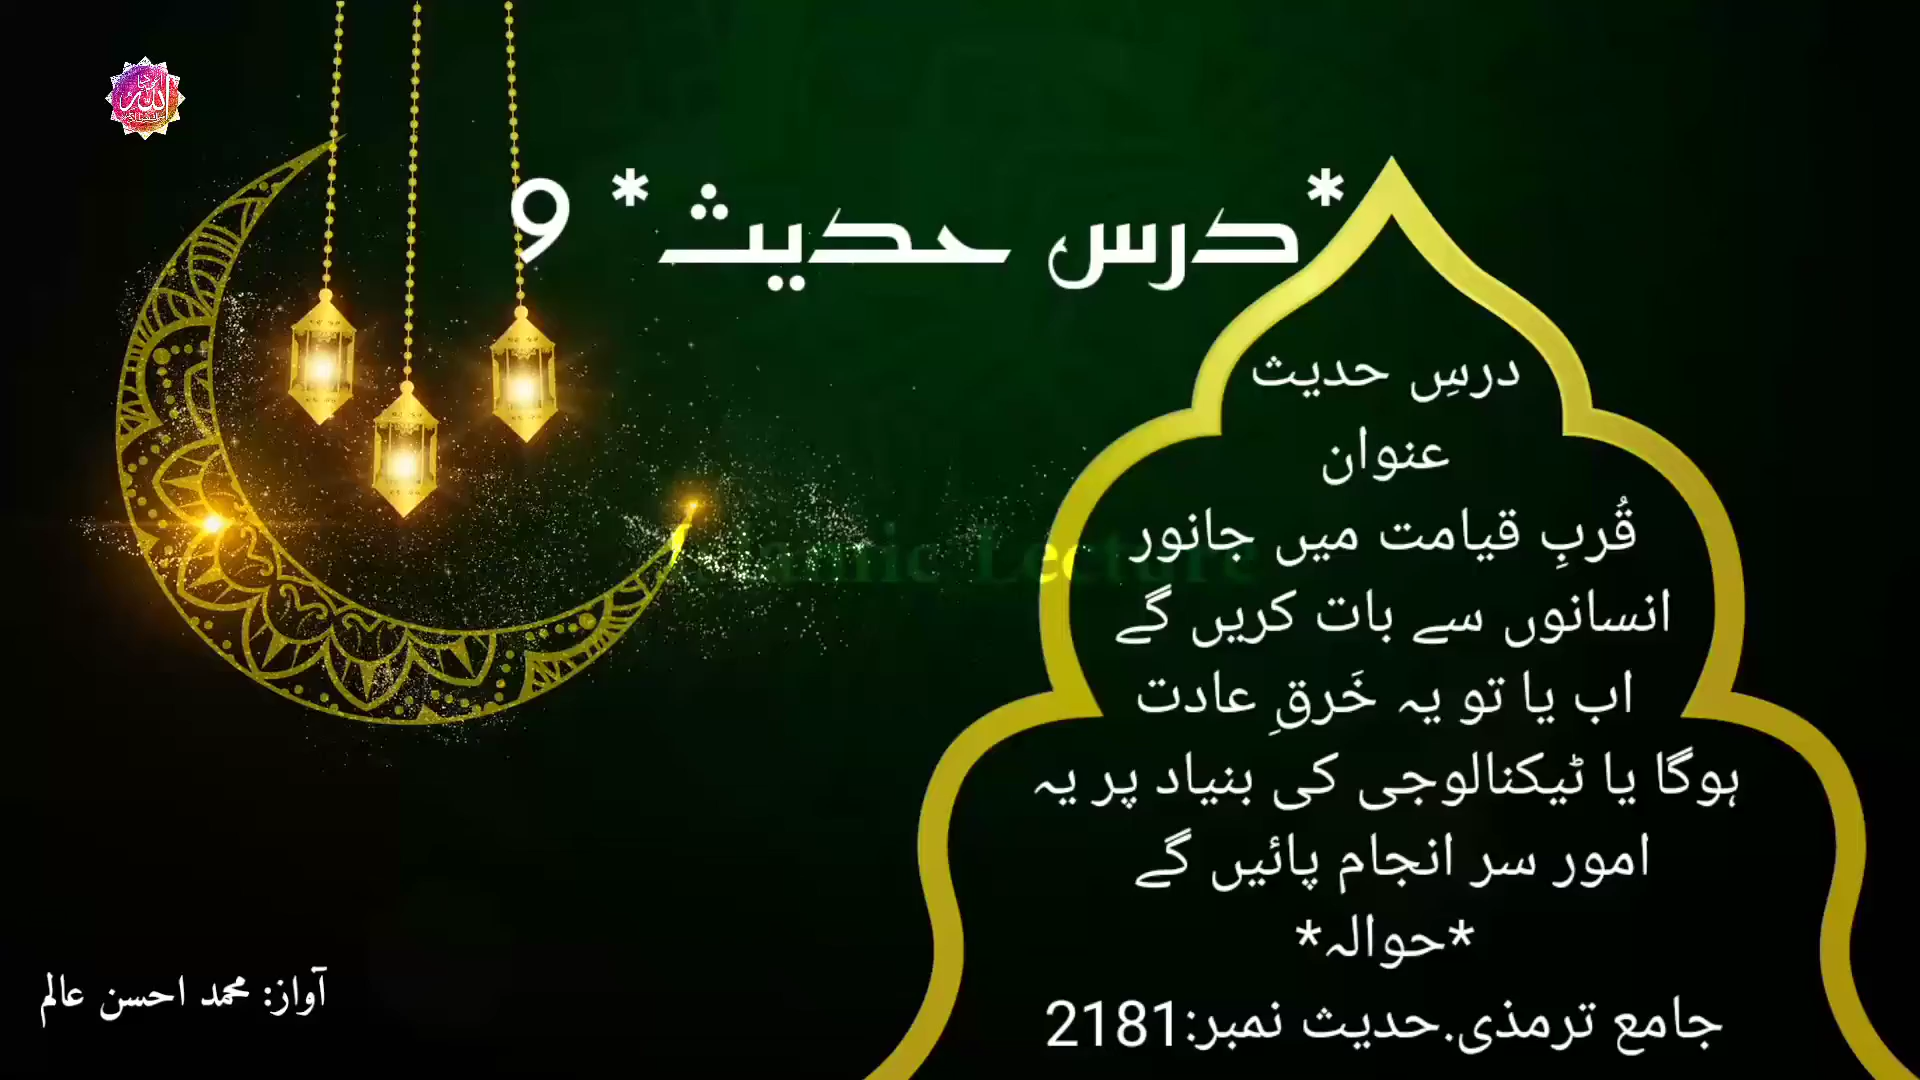 *درس حدیث* 9
درسِ حدیث
عنوان
قُربِ قیامت میں جانور
انسانوں سے بات کریں گے
اب یا تو یہ خَرقِ عادت
ہوگا یا ٹیکنالوجی کی بنیاد پر یہ
امور سر انجام پائیں گے
*حوالہ*
جامع ترمذی.حدیث نمبر:2181
Islamic Lecture
آواز: محمد احسن عالم